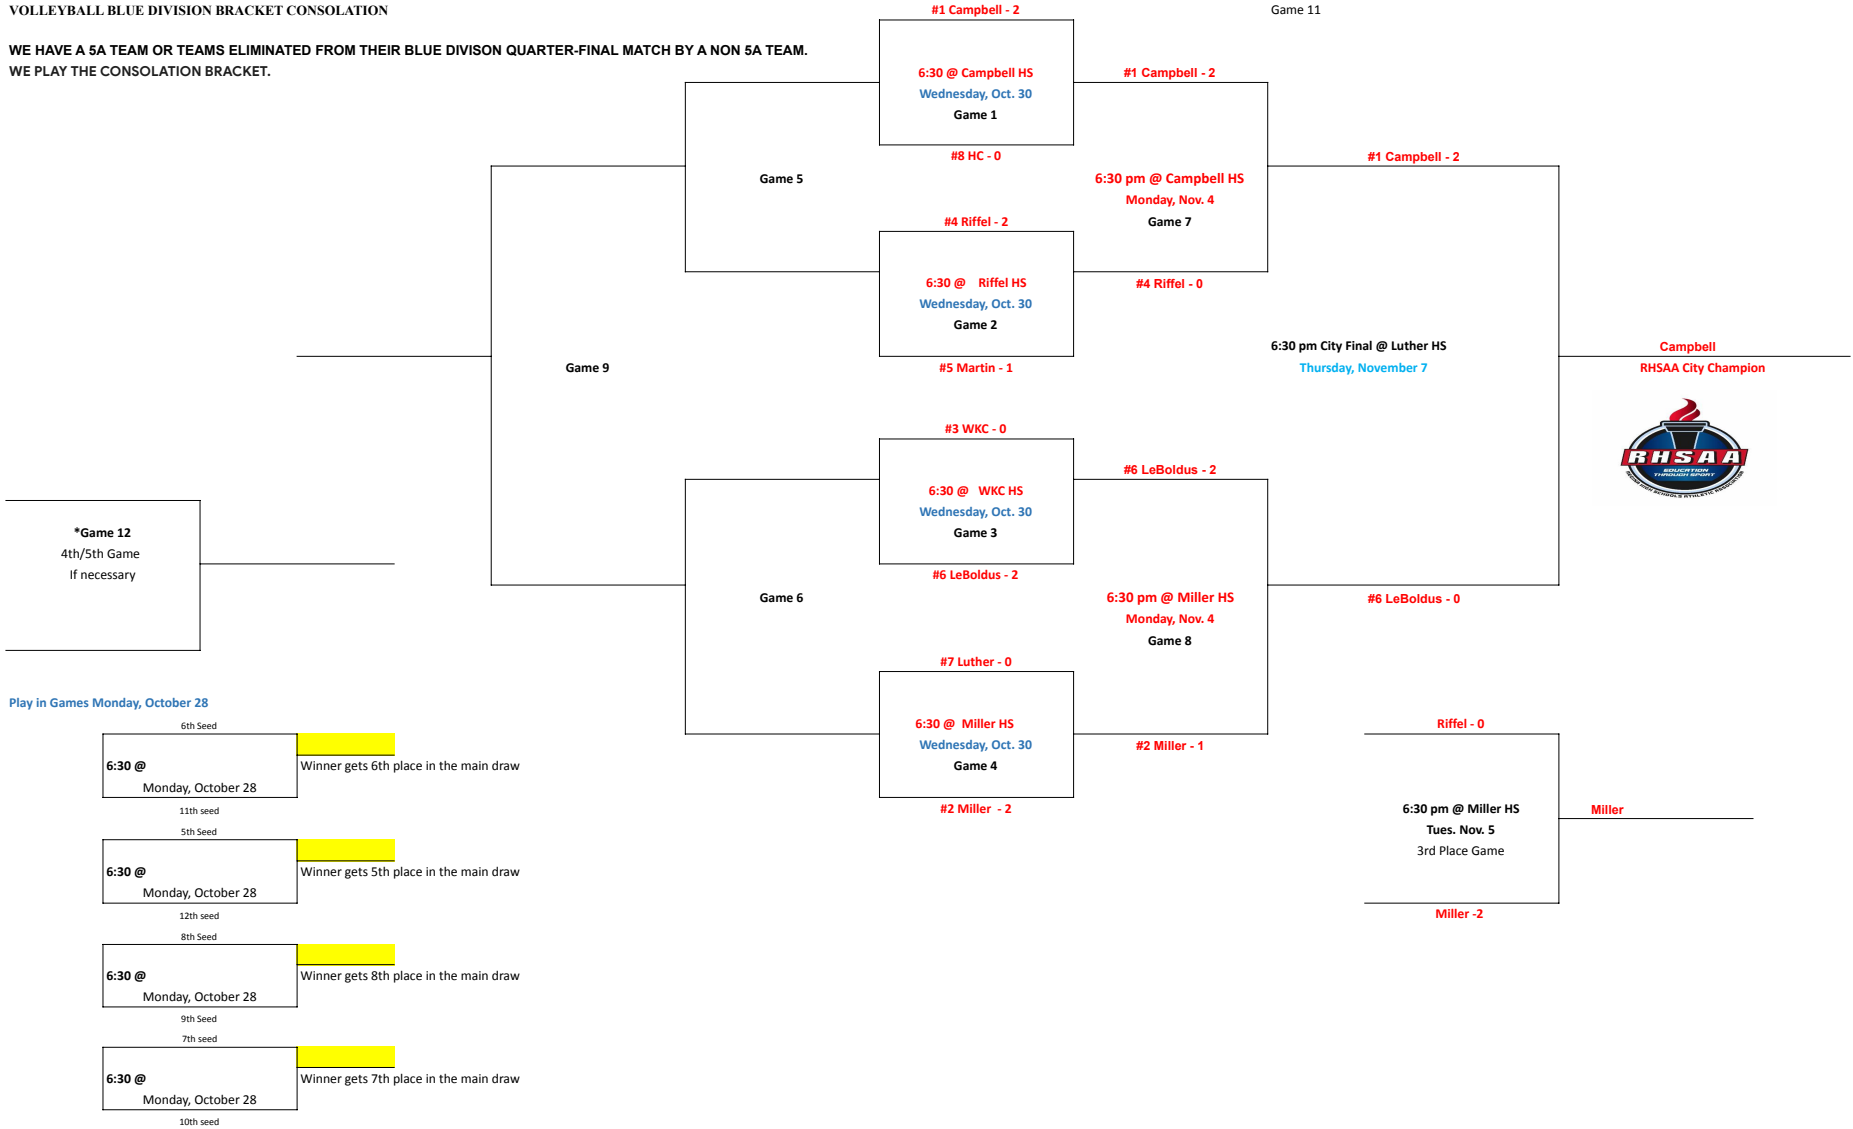 VOLLEYBALL BLUE DIVISION BRACKET CONSOLATION
WE HAVE A 5A TEAM OR TEAMS ELIMINATED FROM THEIR BLUE DIVISON QUARTER-FINAL MATCH BY A NON 5A TEAM.
WE PLAY THE CONSOLATION BRACKET.
#1 Campbell - 2
6:30 @ Campbell HS
Wednesday, Oct. 30
Game 1
#8 HC - 0
Game 5
#4 Riffel - 2
6:30 @    Riffel HS
Wednesday, Oct. 30
Game 2
#5 Martin - 1
Game 9
#3 WKC - 0
6:30 @   WKC HS
Wednesday, Oct. 30
Game 3
#6 LeBoldus - 2
Game 6
#7 Luther - 0
6:30 @  Miller HS
Wednesday, Oct. 30
Game 4
#2 Miller  - 2
Game 11
#1 Campbell - 2
6:30 pm @ Campbell HS
Monday, Nov. 4
Game 7
#4 Riffel - 0
#6 LeBoldus - 2
6:30 pm @ Miller HS
Monday, Nov. 4
Game 8
#2 Miller - 1
#1 Campbell - 2
6:30 pm City Final @ Luther HS
Thursday, November 7
#6 LeBoldus - 0
Campbell
RHSAA City Champion
RHSAA
EDUCATION
THROUGH SPORT
REGINA HIGH SCHOOLS ATHLETIC ASSOCIATION
Riffel - 0
6:30 pm @ Miller HS
Tues. Nov. 5
3rd Place Game
Miller -2
Miller
*Game 12
4th/5th Game
If necessary
Play in Games Monday, October 28
6th Seed
6:30 @
Winner gets 6th place in the main draw
Monday, October 28
11th seed
5th Seed
6:30 @
Winner gets 5th place in the main draw
Monday, October 28
12th seed
8th Seed
6:30 @
Winner gets 8th place in the main draw
Monday, October 28
9th Seed
7th seed
6:30 @
Winner gets 7th place in the main draw
Monday, October 28
10th seed